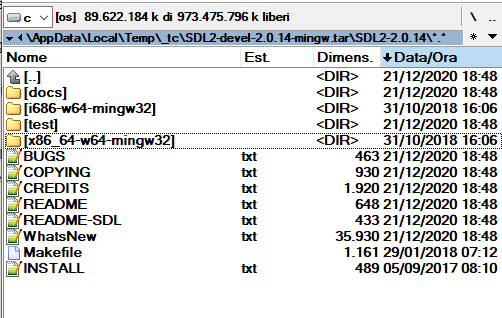 c [os] 89.622.184 k di 973.475.796 k liberi \ ..
\AppData\Local\Temp\_tc\SDL2-devel-2.0.14-mingw.tar\SDL2-2.0.14\*.* *
Nome Est. Dimens. Data/Ora
[..] <DIR> 21/12/2020 18:48
[docs] <DIR> 21/12/2020 18:48
[i686-w64-mingw32] <DIR> 31/10/2018 16:06
[test] <DIR> 21/12/2020 18:48
[x86_64-w64-mingw32] <DIR> 31/10/2018 16:06
BUGS txt 463 21/12/2020 18:48
COPYING txt 930 21/12/2020 18:48
CREDITS txt 1.920 21/12/2020 18:48
README txt 648 21/12/2020 18:48
README-SDL txt 433 21/12/2020 18:48
WhatsNew txt 35.930 21/12/2020 18:48
Makefile 1.161 29/01/2018 07:12
INSTALL txt 489 05/09/2017 08:10